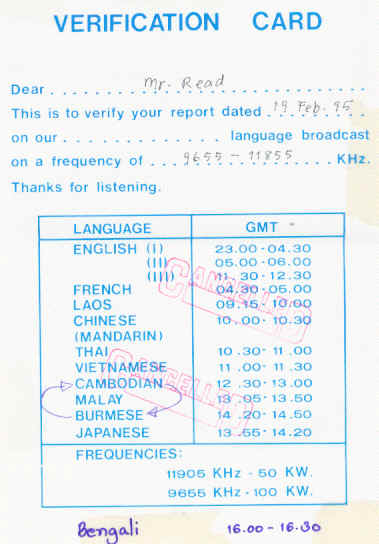 VERIFICATION CARD
Dear . . . . . . . . . . . . Mr. Read . . . . . . . . . . . .
This is to verify your report dated 19 Feb. 95
on our . . . . . . . . . . . . . language broadcast
on a frequency of . . . 9655 - 11855 . . . . KHz.
Thanks for listening.
LANGUAGE GMT
ENGLISH (I) 23.00 - 04.30
(II) 05.00 - 06.00
(III) 11.30 - 12.30
FRENCH 04.30 - 05.00
LAOS 09.15 - 10.00
CHINESE 10.00 - 10.30
(MANDARIN)
THAI 10.30 - 11.00
VIETNAMESE 11.00 - 11.30
CAMBODIAN 12.30 - 13.00
MALAY 13.05 - 13.50
BURMESE 14.20 - 14.50
JAPANESE 13.55 - 14.20
CANCELLED
CANCELLED
FREQUENCIES:
11905 KHz - 50 KW.
9655 KHz - 100 KW.
Bengali 16.00 - 16.30